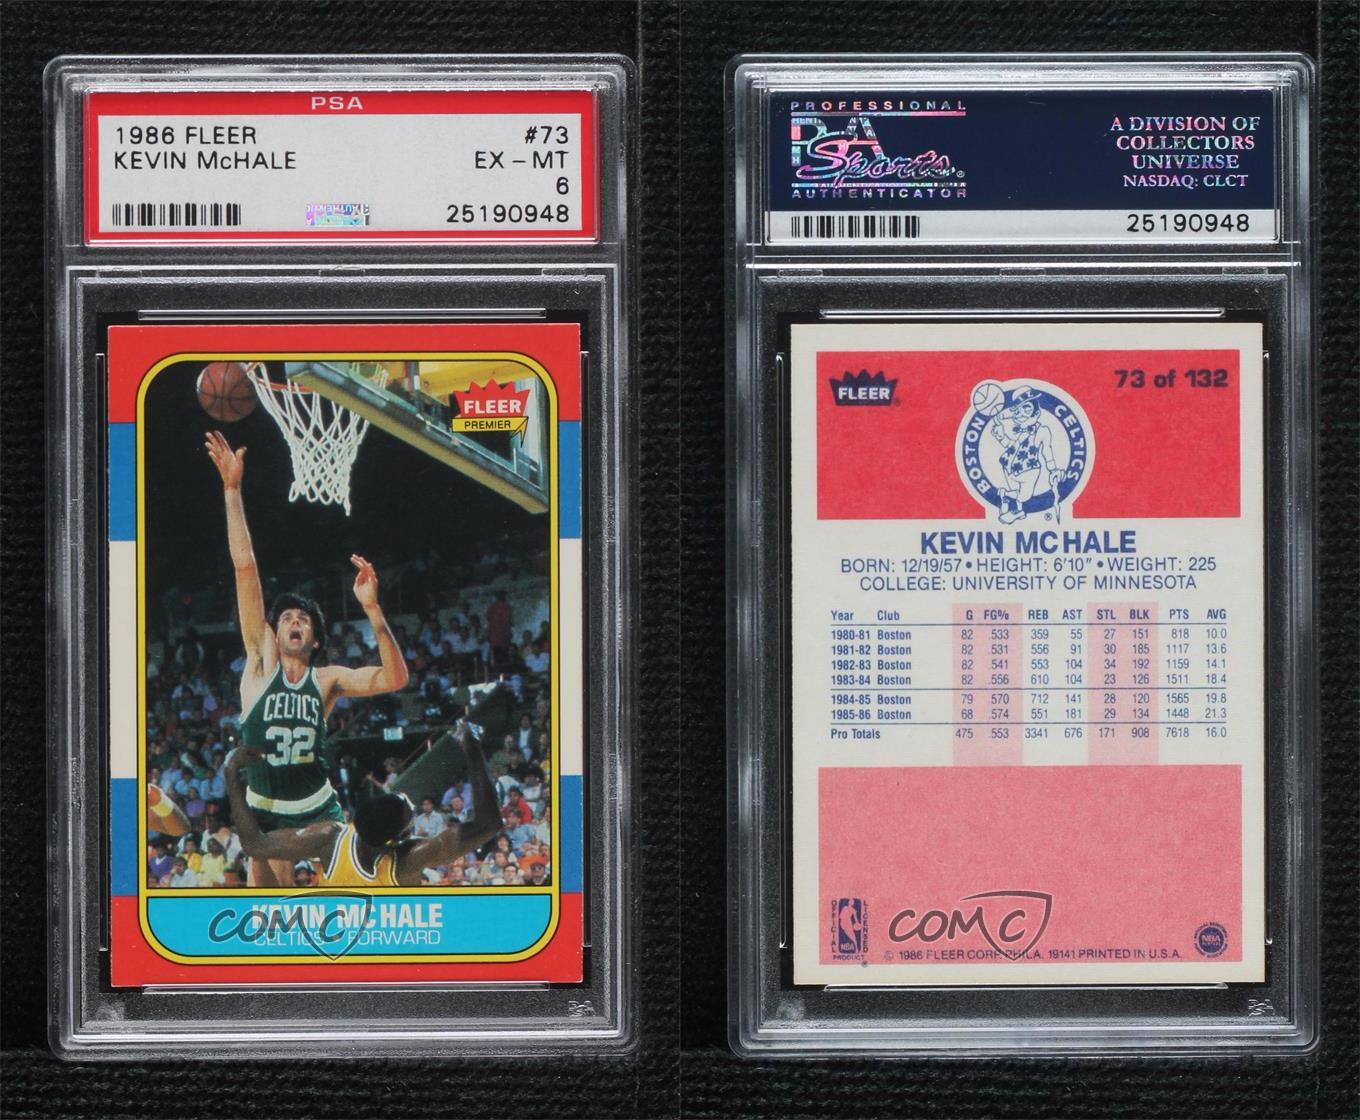 PSA
1986 FLEER #73
KEVIN McHALE EX - MT
6
25190948
FLEER
PREMIER
CELTICS
32
KEVIN MCHALE
CELTICS FORWARD
COMC
PROFESSIONAL
PSA
Sports
AUTHENTICATOR
A DIVISION OF
COLLECTORS
UNIVERSE
NASDAQ: CLCT
25190948
FLEER
73 of 132
BOSTON CELTICS
KEVIN MCHALE
BORN: 12/19/57 • HEIGHT: 6'10" • WEIGHT: 225
COLLEGE: UNIVERSITY OF MINNESOTA
Year Club G FG% REB AST STL BLK PTS AVG
1980-81 Boston 82 .533 359 55 27 151 818 10.0
1981-82 Boston 82 .531 556 91 30 185 1117 13.6
1982-83 Boston 82 .541 553 104 34 192 1159 14.1
1983-84 Boston 82 .556 610 104 23 126 1511 18.4
1984-85 Boston 79 .570 712 141 28 120 1565 19.8
1985-86 Boston 68 .574 551 181 29 134 1448 21.3
Pro Totals 475 .553 3341 676 171 908 7618 16.0
OFFICIAL LICENSED
NBA
PRODUCT
COMC
NBA
© 1986 FLEER CORP. PHILA. 19141 PRINTED IN U.S.A.